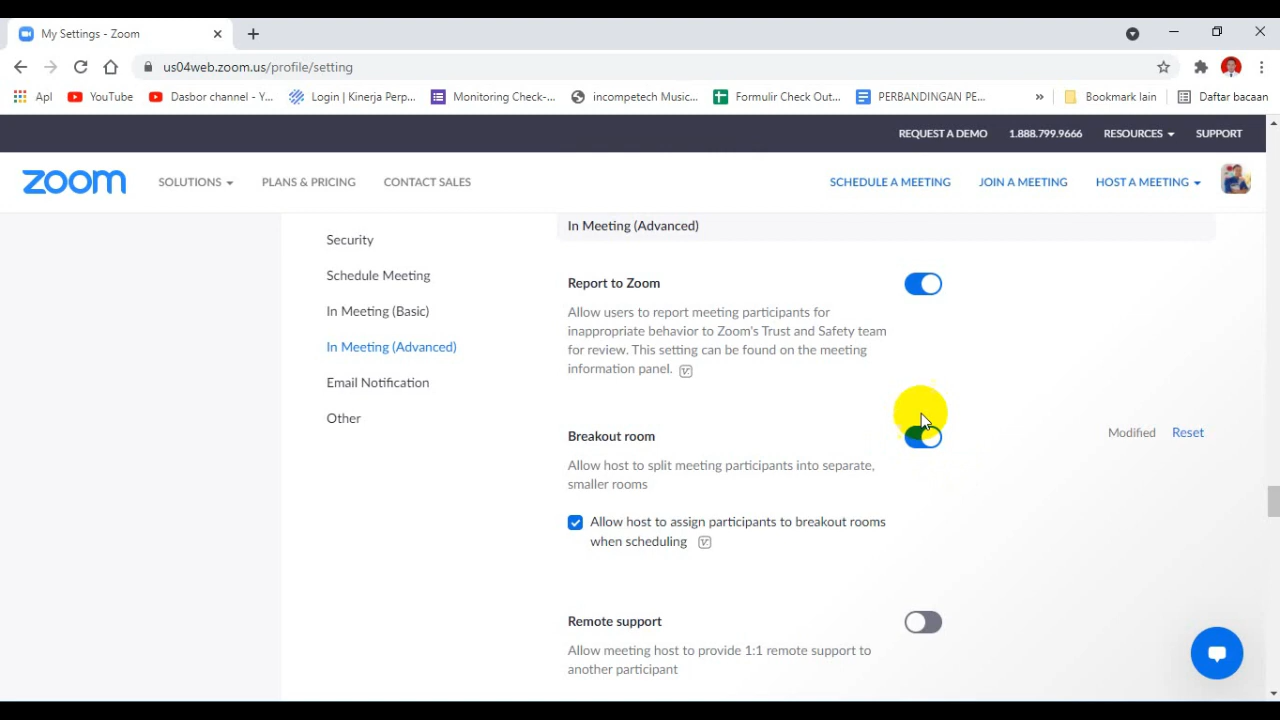 My Settings - Zoom
us04web.zoom.us/profile/setting
Apl
YouTube
Dasbor channel - Y...
Login | Kinerja Perp...
Monitoring Check-...
incompetech Music...
Formulir Check Out...
PERBANDINGAN PE...
»
Bookmark lain
Daftar bacaan
REQUEST A DEMO
1.888.799.9666
RESOURCES
SUPPORT
zoom
SOLUTIONS
PLANS & PRICING
CONTACT SALES
SCHEDULE A MEETING
JOIN A MEETING
HOST A MEETING
Security
Schedule Meeting
In Meeting (Basic)
In Meeting (Advanced)
Email Notification
Other
In Meeting (Advanced)
Report to Zoom
Allow users to report meeting participants for
inappropriate behavior to Zoom's Trust and Safety team
for review. This setting can be found on the meeting
information panel.
Breakout room
Modified
Reset
Allow host to split meeting participants into separate,
smaller rooms
Allow host to assign participants to breakout rooms
when scheduling
Remote support
Allow meeting host to provide 1:1 remote support to
another participant